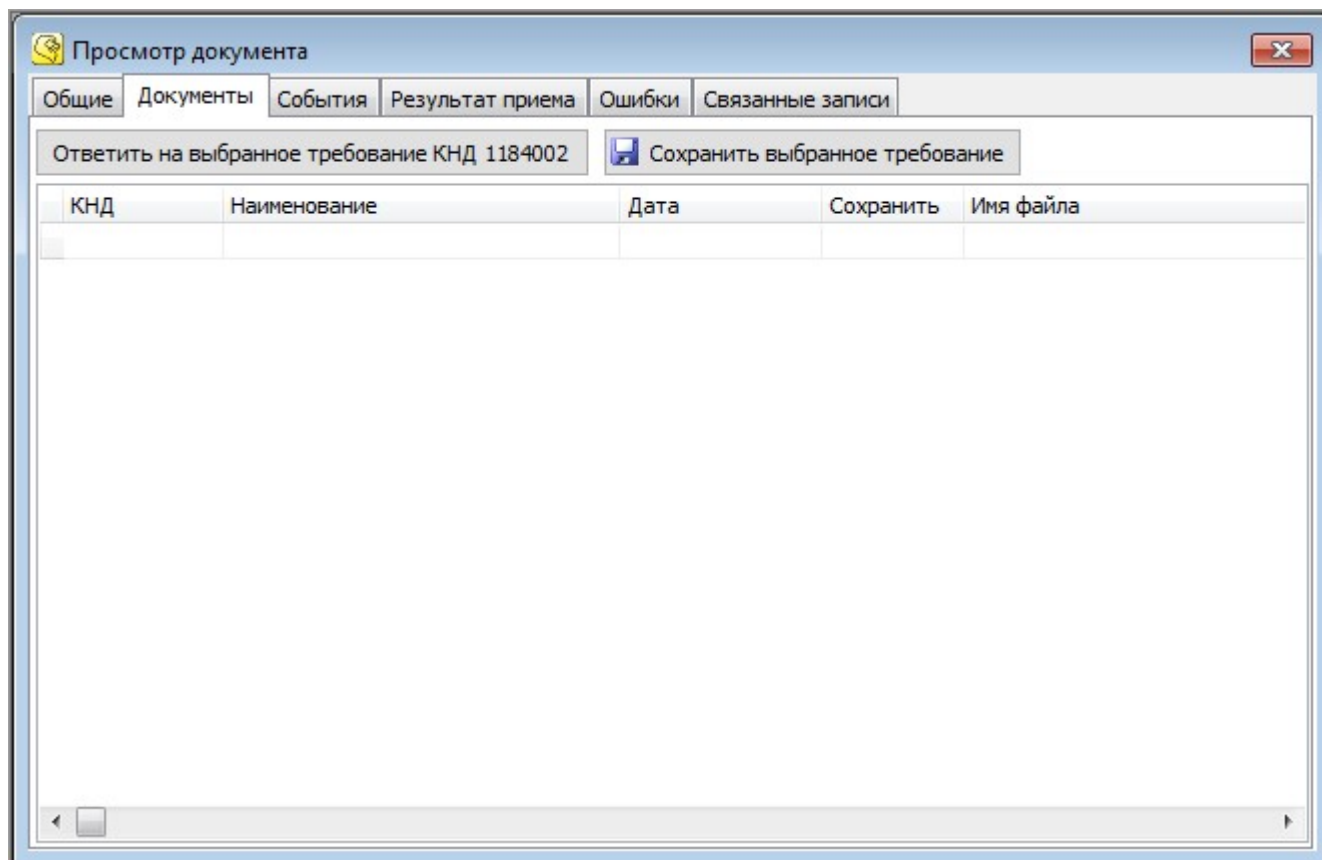 Просмотр документа
Общие Документы События Результат приема Ошибки Связанные записи
Ответить на выбранное требование КНД 1184002 Сохранить выбранное требование
КНД Наименование Дата Сохранить Имя файла